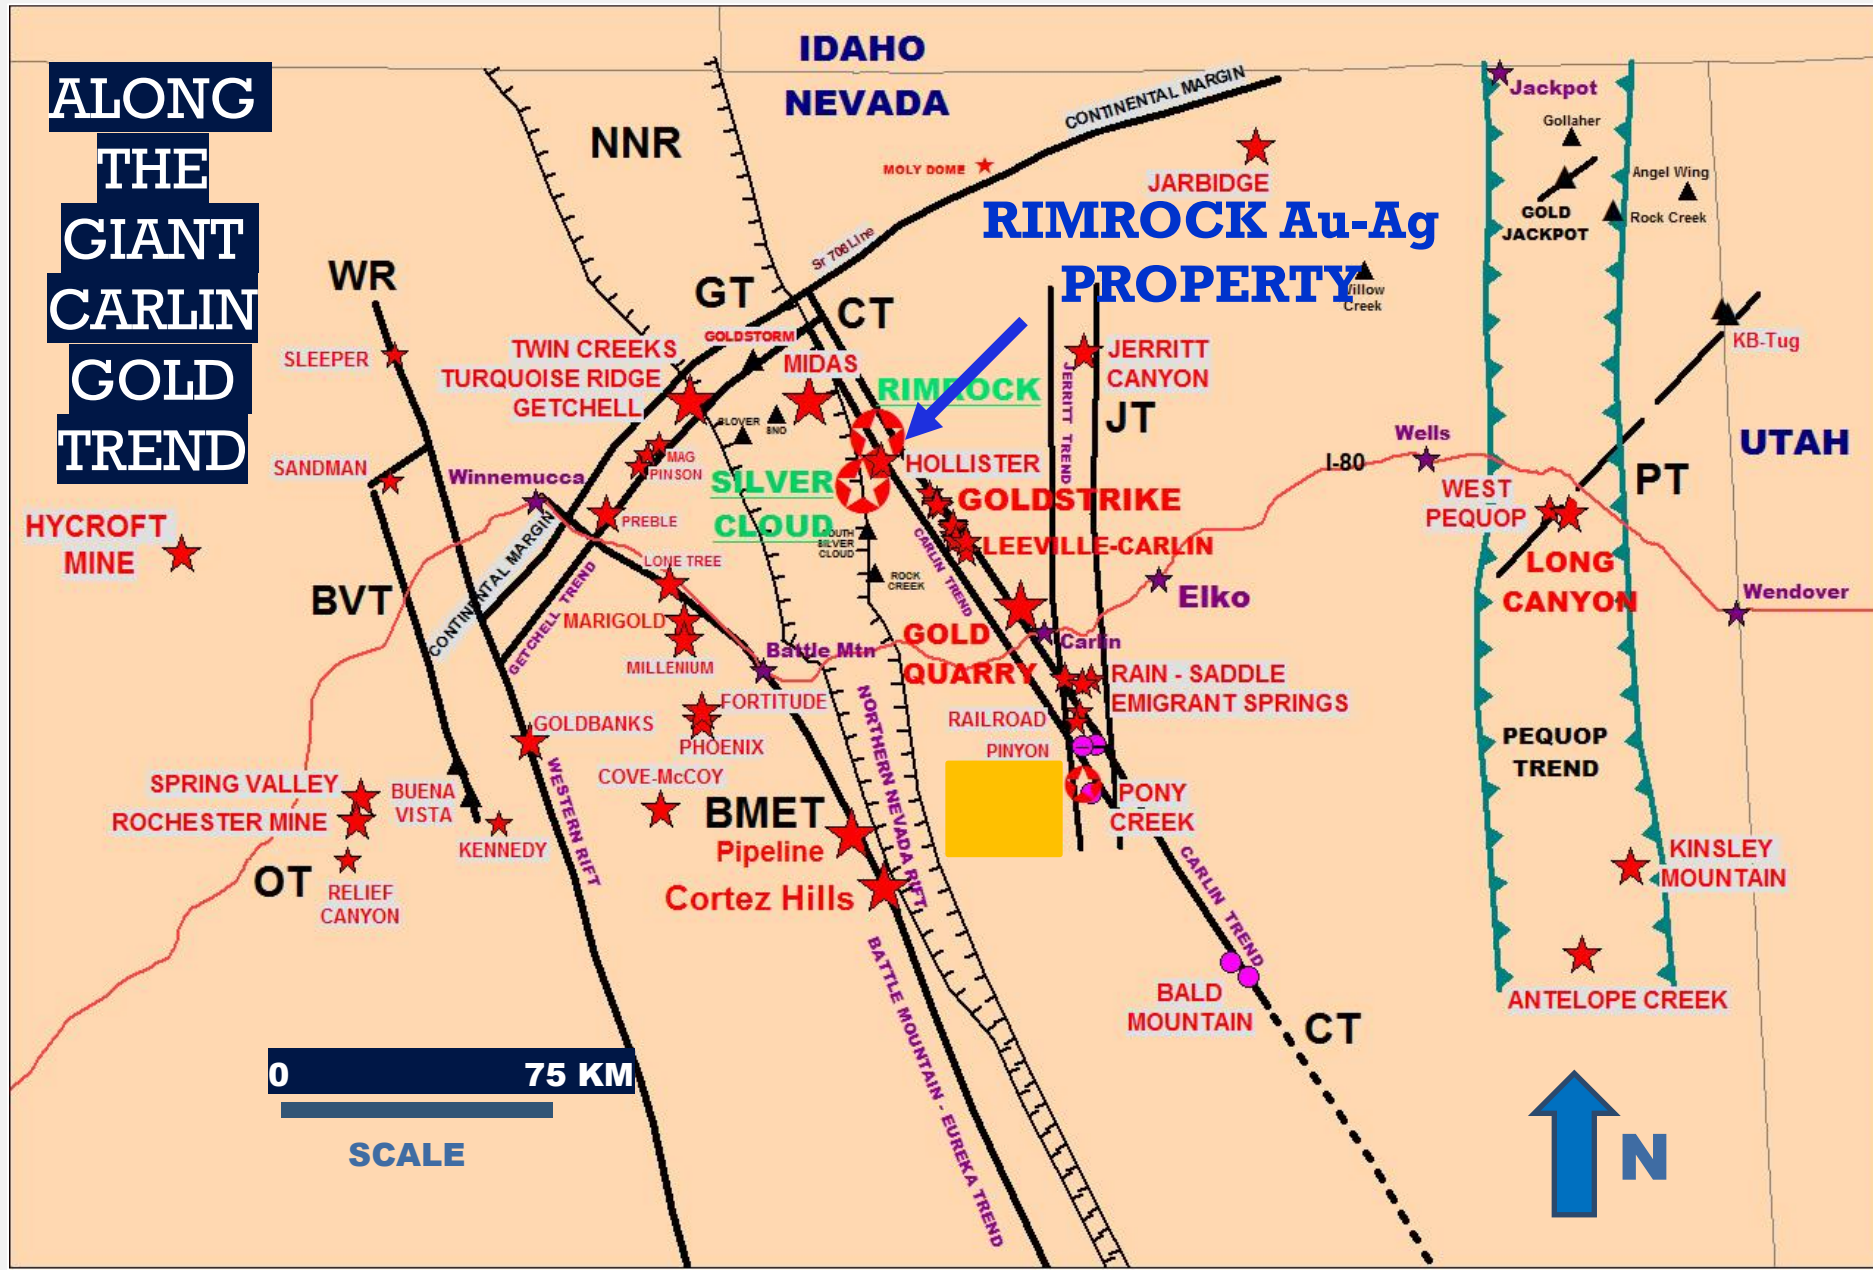 ALONG
THE
GIANT
CARLIN
GOLD
TREND
IDAHO
NEVADA
NNR
CONTINENTAL MARGIN
MOLY DOME
JARBIDGE
RIMROCK Au-Ag
PROPERTY
Jackpot
Gollaher
Angel Wing
Rock Creek
GOLD
JACKPOT
Sr 708 Line
WR
GT
CT
Willow
Creek
GOLDSTORM
SLEEPER
TWIN CREEKS
TURQUOISE RIDGE
GETCHELL
MIDAS
RIMROCK
JERRITT
CANYON
JERRITT TREND
JT
KB-Tug
UTAH
SANDMAN
Winnemucca
MAG
PINSON
SNO
SILVER
CLOUD
HOLLISTER
GOLDSTRIKE
Wells
I-80
WEST
PEQUOP
PT
HYCROFT
MINE
PREBLE
SOUTH
SILVER
CLOUD
LEEVILLE-CARLIN
CARLIN TREND
LONG
CANYON
BVT
CONTINENTAL MARGIN
GETCHELL TREND
LONE TREE
ROCK
CREEK
Elko
Wendover
MARIGOLD
MILLENIUM
Battle Mtn
GOLD
QUARRY
Carlin
RAIN - SADDLE
EMIGRANT SPRINGS
FORTITUDE
GOLDBANKS
PHOENIX
RAILROAD
PINYON
NORTHERN NEVADA RIFT
WESTERN RIFT
PEQUOP
TREND
SPRING VALLEY
ROCHESTER MINE
BUENA
VISTA
COVE-McCOY
BMET
Pipeline
Cortez Hills
PONY
CREEK
KENNEDY
OT
RELIEF
CANYON
CARLIN TREND
KINSLEY
MOUNTAIN
BATTLE MOUNTAIN - EUREKA TREND
BALD
MOUNTAIN
CT
ANTELOPE CREEK
0 75 KM
SCALE
N